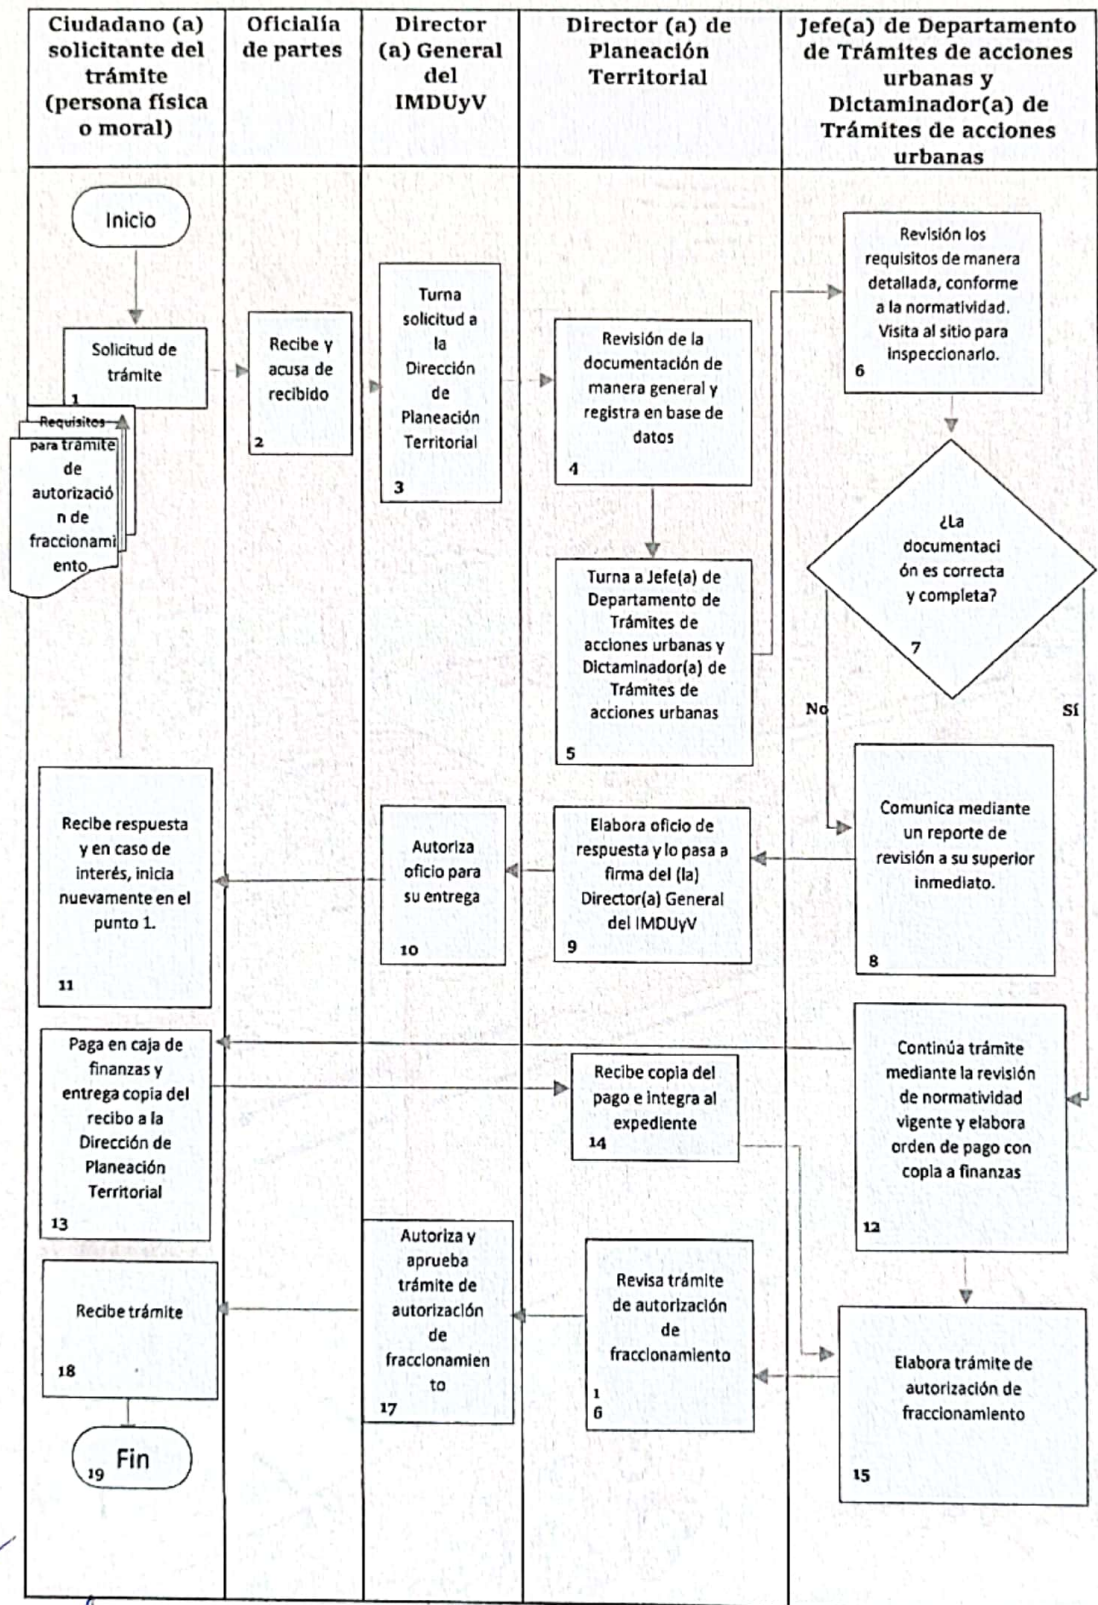 Ciudadano (a)
solicitante del
trámite
(persona física
o moral)
Oficialía
de partes
Director
(a) General
del
IMDUyV
Director (a) de
Planeación
Territorial
Jefe(a) de Departamento
de Trámites de acciones
urbanas y
Dictaminador(a) de
Trámites de acciones
urbanas
Inicio
Solicitud de
trámite
1
Requisitos
para trámite
de
autorizació
n de
fraccionami
ento.
Recibe y
acusa de
recibido
2
Turna
solicitud a
la
Dirección
de
Planeación
Territorial
3
Revisión de la
documentación de
manera general y
registra en base de
datos
4
Turna a Jefe(a) de
Departamento de
Trámites de
acciones urbanas y
Dictaminador(a) de
Trámites de
acciones urbanas
5
Revisión los
requisitos de manera
detallada, conforme
a la normatividad.
Visita al sitio para
inspeccionarlo.
6
¿La
documentaci
ón es correcta
y completa?
7
No
Sí
Comunica mediante
un reporte de
revisión a su superior
inmediato.
8
Elabora oficio de
respuesta y lo pasa a
firma del (la)
Director(a) General
del IMDUyV
9
Autoriza
oficio para
su entrega
10
Recibe respuesta
y en caso de
interés, inicia
nuevamente en el
punto 1.
11
Continúa trámite
mediante la revisión
de normatividad
vigente y elabora
orden de pago con
copia a finanzas
12
Paga en caja de
finanzas y
entrega copia del
recibo a la
Dirección de
Planeación
Territorial
13
Recibe copia del
pago e integra al
expediente
14
Elabora trámite de
autorización de
fraccionamiento
15
Revisa trámite
de autorización
de
fraccionamiento
1
6
Autoriza y
aprueba
trámite de
autorización
de
fraccionamien
to
17
Recibe trámite
18
Fin
19